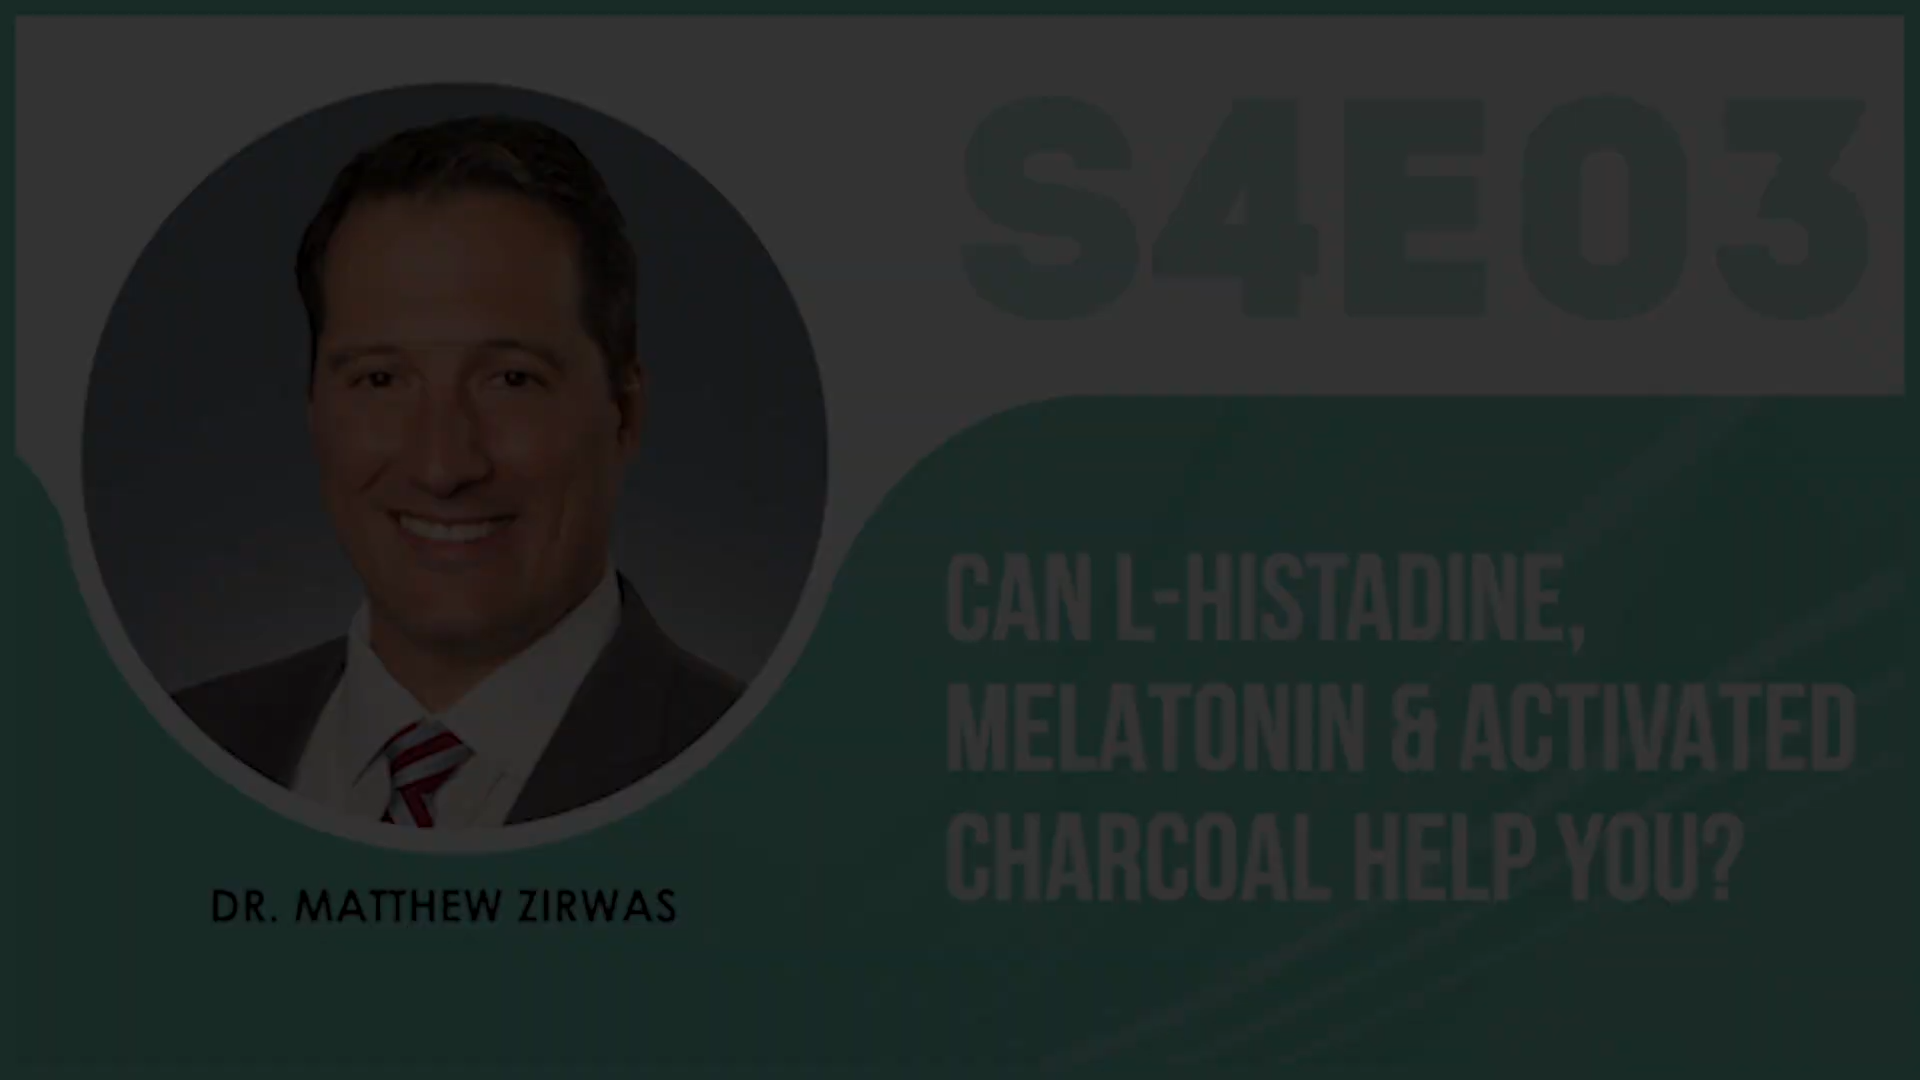 S4E03
CAN L-HISTADINE,
MELATONIN & ACTIVATED
CHARCOAL HELP YOU?
DR. MATTHEW ZIRWAS